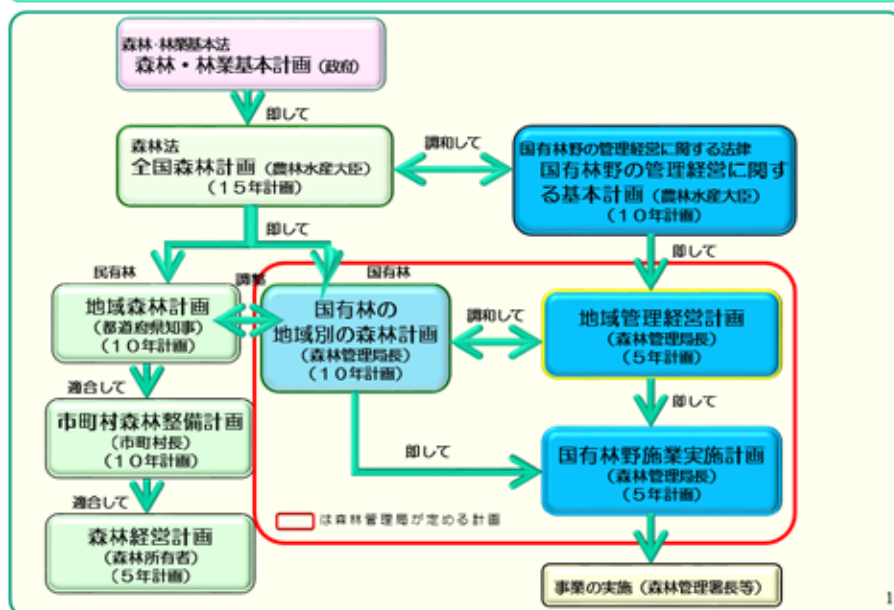 森林・林業基本法
森林・林業基本計画（政府）
即して
森林法
全国森林計画（農林水産大臣）
（１５年計画）
調和して
国有林野の管理経営に関する法律
国有林野の管理経営に関す
る基本計画（農林水産大臣）
（１０年計画）
即して
即して
民有林
調整
国有林
地域森林計画
（都道府県知事）
（１０年計画）
国有林の
地域別の森林計画
（森林管理局長）
（１０年計画）
調和して
地域管理経営計画
（森林管理局長）
（５年計画）
適合して
即して
市町村森林整備計画
（市町村長）
（１０年計画）
即して
国有林野施業実施計画
（森林管理局長）
（５年計画）
適合して
森林経営計画
（森林所有者）
（５年計画）
は森林管理局が定める計画
事業の実施（森林管理署長等）
1